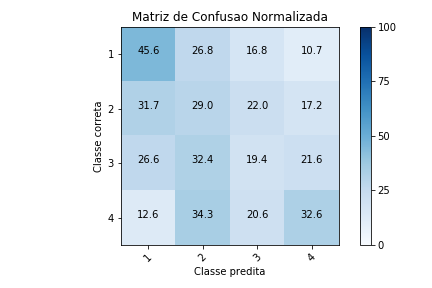 Matriz de Confusao Normalizada
Classe correta
1 45.6 26.8 16.8 10.7
2 31.7 29.0 22.0 17.2
3 26.6 32.4 19.4 21.6
4 12.6 34.3 20.6 32.6
1 2 3 4
Classe predita
100
75
50
25
0